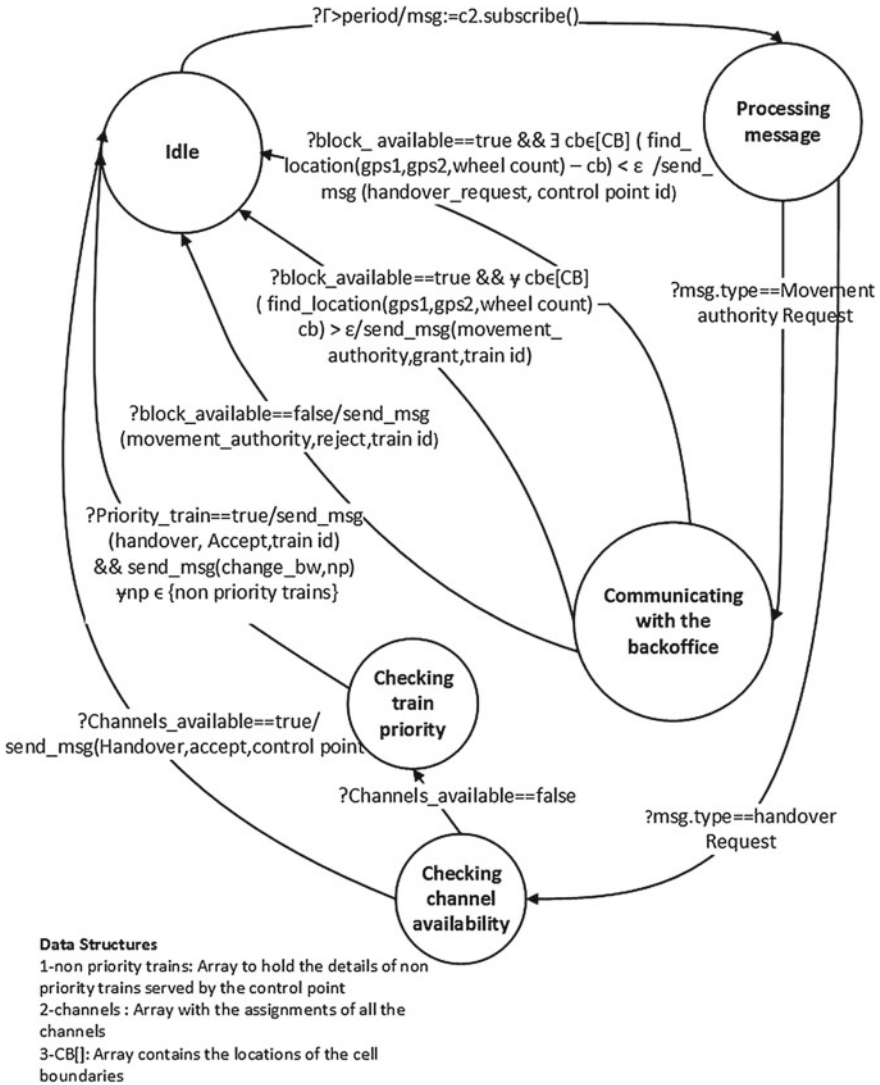 ?Γ>period/msg:=c2.subscribe()
Idle
Processing
message
?block_ available==true && ∃ cbϵ[CB] ( find_
location(gps1,gps2,wheel count) – cb) < ε /send_
msg (handover_request, control point id)
?block_available==true && ɏ cbϵ[CB]
( find_location(gps1,gps2,wheel count) –
cb) > ε/send_msg(movement_
authority,grant,train id)
?msg.type==Movement
authority Request
?block_available==false/send_msg
(movement_authority,reject,train id)
?Priority_train==true/send_msg
(handover, Accept,train id)
&& send_msg(change_bw,np)
ɏnp ϵ {non priority trains}
Communicating
with the
backoffice
Checking
train
priority
?Channels_available==true/
send_msg(Handover,accept,control point
?Channels_available==false
?msg.type==handover
Request
Checking
channel
availability
Data Structures
1-non priority trains: Array to hold the details of non
priority trains served by the control point
2-channels : Array with the assignments of all the
channels
3-CB[]: Array contains the locations of the cell
boundaries